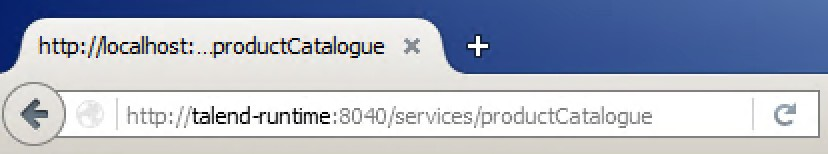 http://localhost:...productCatalogue
http://talend-runtime:8040/services/productCatalogue